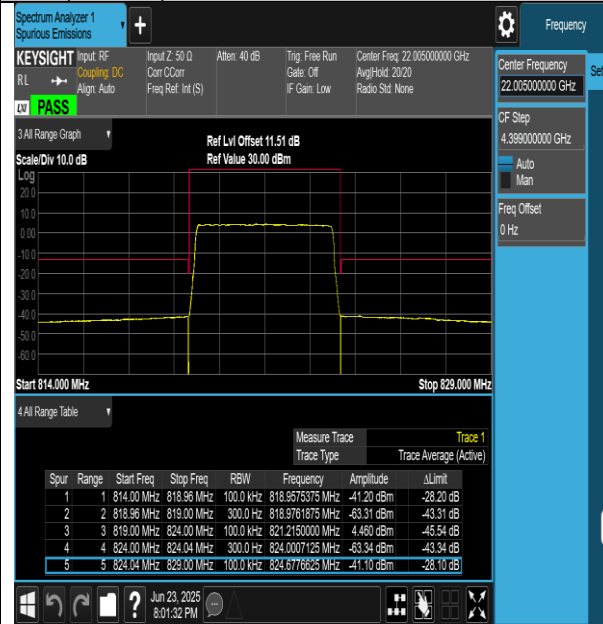 Spectrum Analyzer 1
Spurious Emissions
+
Frequency
KEYSIGHT Input: RF Input Z: 50 Ω Atten: 40 dB Trig: Free Run Center Freq: 22.005000000 GHz
RL Coupling: DC Corr CCorr Gate: Off Avg|Hold: 20/20
Align: Auto Freq Ref: Int (S) IF Gain: Low Radio Std: None
LXI PASS
Center Frequency
22.005000000 GHz
Set
CF Step
4.399000000 GHz
Auto
Man
Freq Offset
0 Hz
3 All Range Graph
Ref Lvl Offset 11.51 dB
Scale/Div 10.0 dB Ref Value 30.00 dBm
Log
20.0
10.0
0.00
-10.0
-20.0
-30.0
-40.0
-50.0
-60.0
Start 814.000 MHz Stop 829.000 MHz
4 All Range Table
Measure Trace Trace 1
Trace Type Trace Average (Active)
Spur Range Start Freq Stop Freq RBW Frequency Amplitude ΔLimit
1 1 814.00 MHz 818.96 MHz 100.0 kHz 818.9575375 MHz -41.20 dBm -28.20 dB
2 2 818.96 MHz 819.00 MHz 300.0 Hz 818.9761875 MHz -63.31 dBm -43.31 dB
3 3 819.00 MHz 824.00 MHz 100.0 kHz 821.2150000 MHz 4.460 dBm -45.54 dB
4 4 824.00 MHz 824.04 MHz 300.0 Hz 824.0007125 MHz -63.34 dBm -43.34 dB
5 5 824.04 MHz 829.00 MHz 100.0 kHz 824.6776625 MHz -41.10 dBm -28.10 dB
? Jun 23, 2025
8:01:32 PM